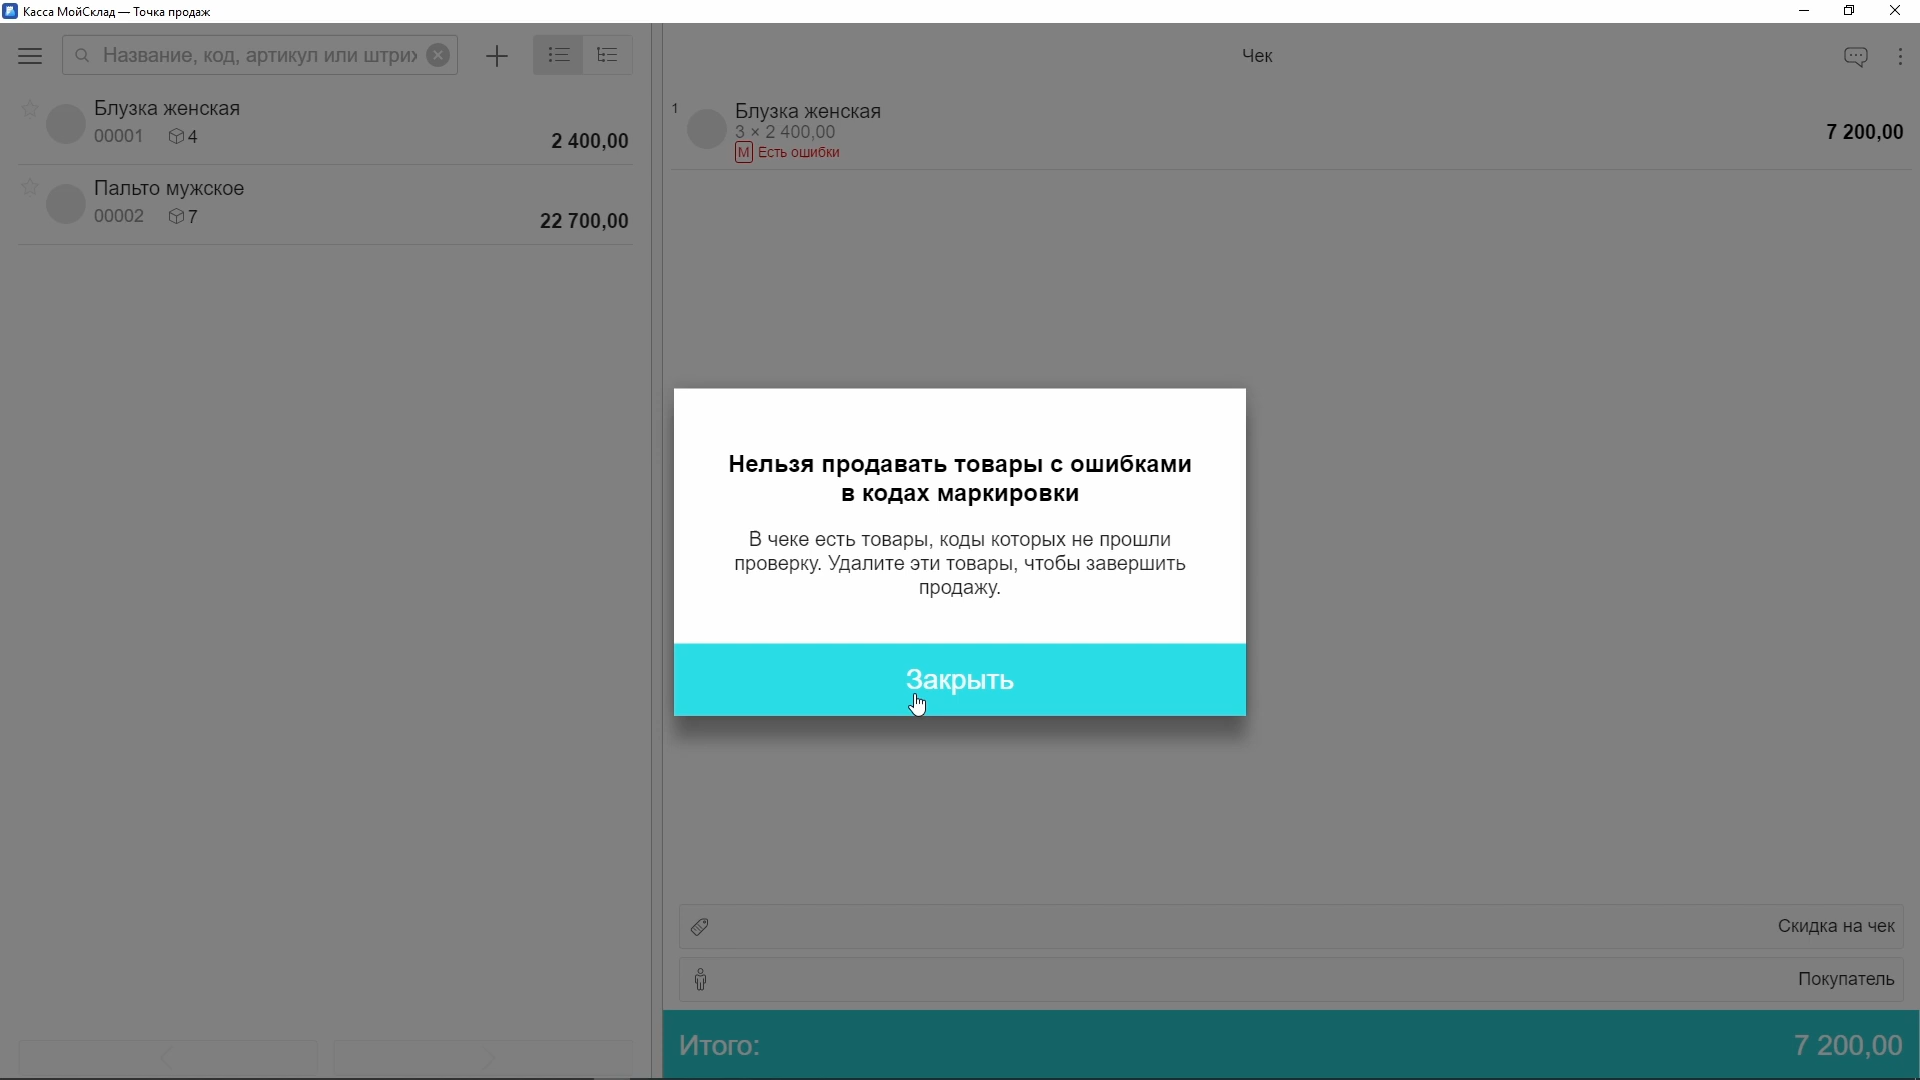 Касса МойСклад — Точка продаж
Название, код, артикул или штрих
Блузка женская
00001 4
2 400,00
Пальто мужское
00002 7
22 700,00
Чек
1
Блузка женская
3 × 2 400,00
M Есть ошибки
7 200,00
Нельзя продавать товары с ошибками
в кодах маркировки
В чеке есть товары, коды которых не прошли
проверку. Удалите эти товары, чтобы завершить
продажу.
Закрыть
Скидка на чек
Покупатель
Итого:
7 200,00